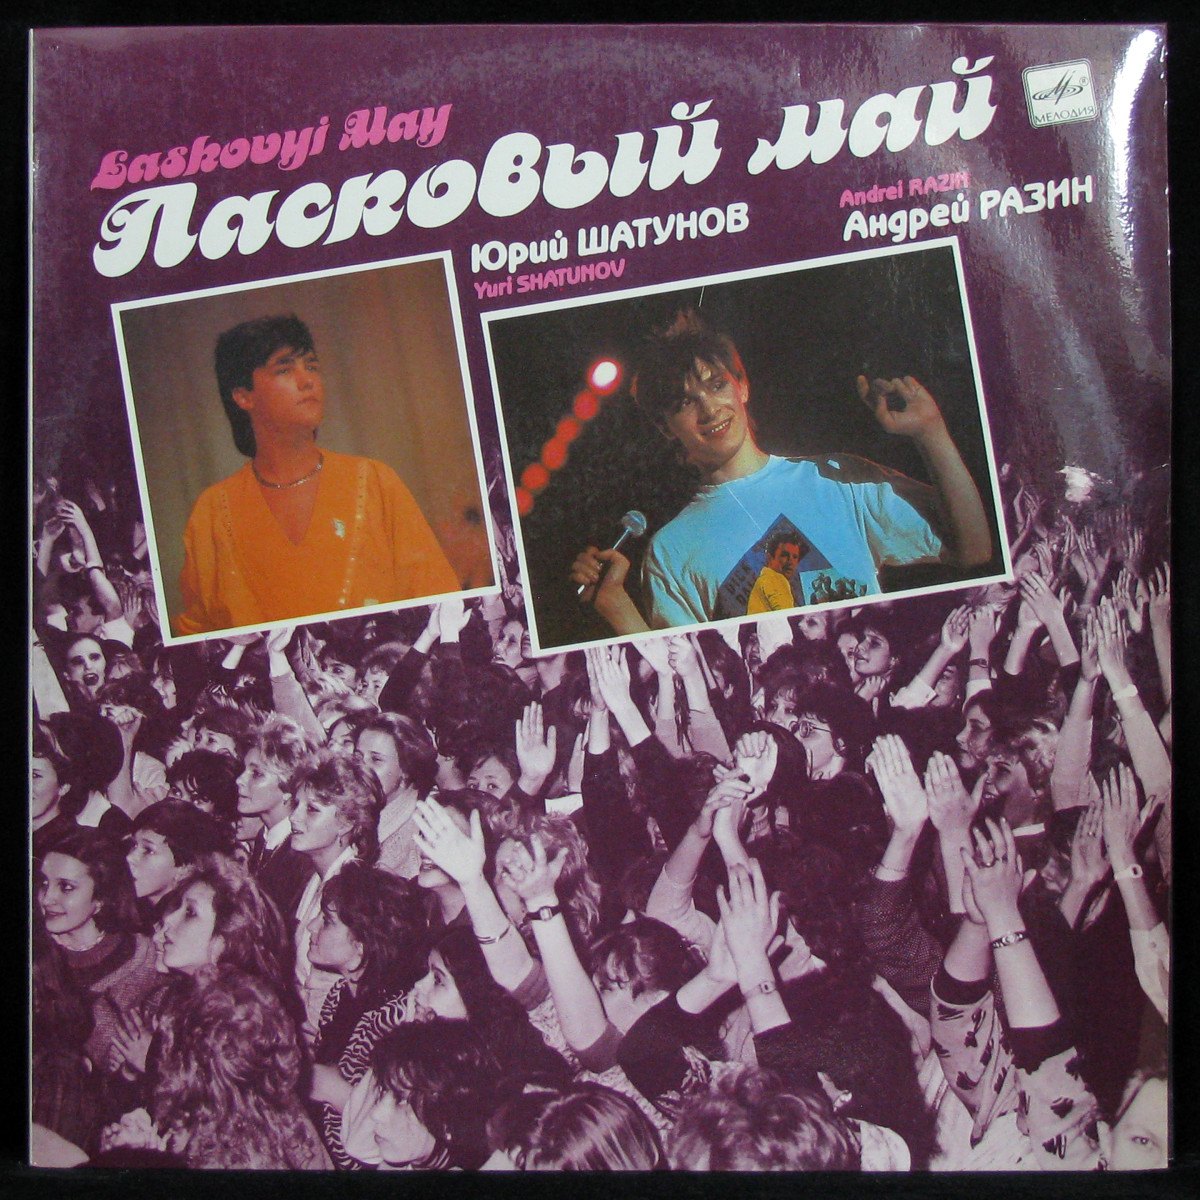 Laskovyi May
Ласковый май
МЕЛОДИЯ
Юрий ШАТУНОВ
Yuri SHATUNOV
Andrei RAZIN
Андрей РАЗИН